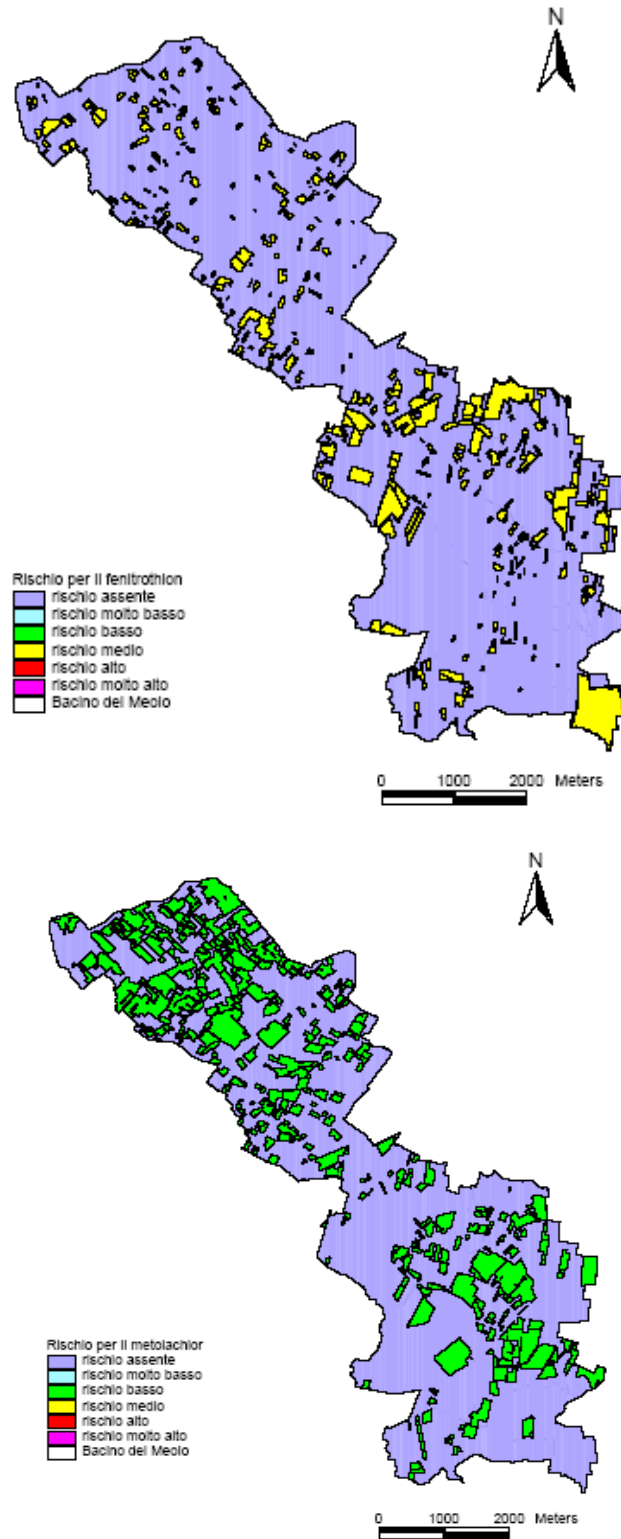 N
Rischio per il fenitrothion
rischio assente
rischio molto basso
rischio basso
rischio medio
rischio alto
rischio molto alto
Bacino del Meolo
0 1000 2000 Meters
N
Rischio per il metolachlor
rischio assente
rischio molto basso
rischio basso
rischio medio
rischio alto
rischio molto alto
Bacino del Meolo
0 1000 2000 Meters